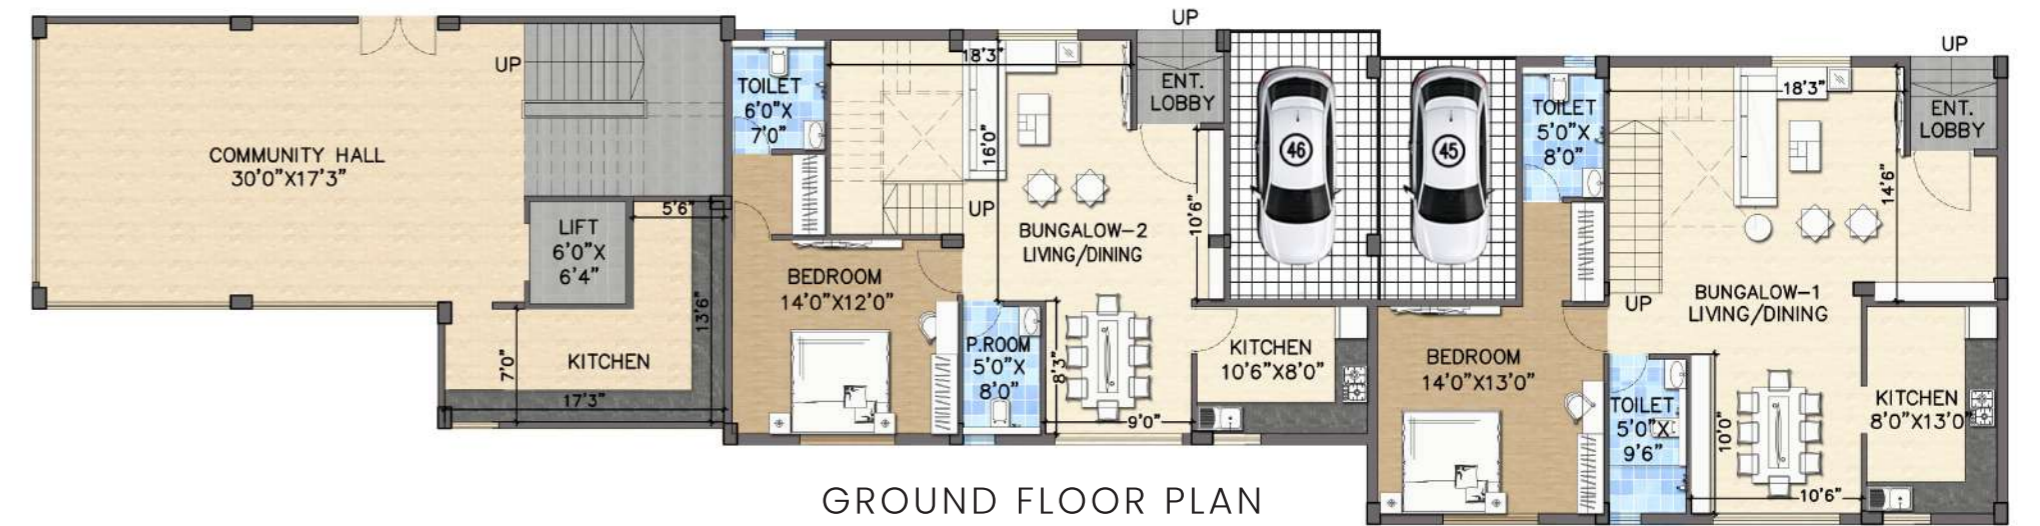 COMMUNITY HALL
30'0"X17'3"
UP
LIFT
6'0"X
6'4"
5'6"
13'6"
7'0"
KITCHEN
17'3"
TOILET
6'0"X
7'0"
18'3"
16'0"
UP
UP
ENT.
LOBBY
BUNGALOW-2
LIVING/DINING
10'6"
BEDROOM
14'0"X12'0"
P.ROOM
5'0"X
8'0"
8'3"
9'0"
KITCHEN
10'6"X8'0"
46
45
TOILET
5'0"X
8'0"
18'3"
14'6"
UP
ENT.
LOBBY
UP
BUNGALOW-1
LIVING/DINING
BEDROOM
14'0"X13'0"
TOILET
5'0"X
9'6"
10'0"
10'6"
KITCHEN
8'0"X13'0
GROUND FLOOR PLAN